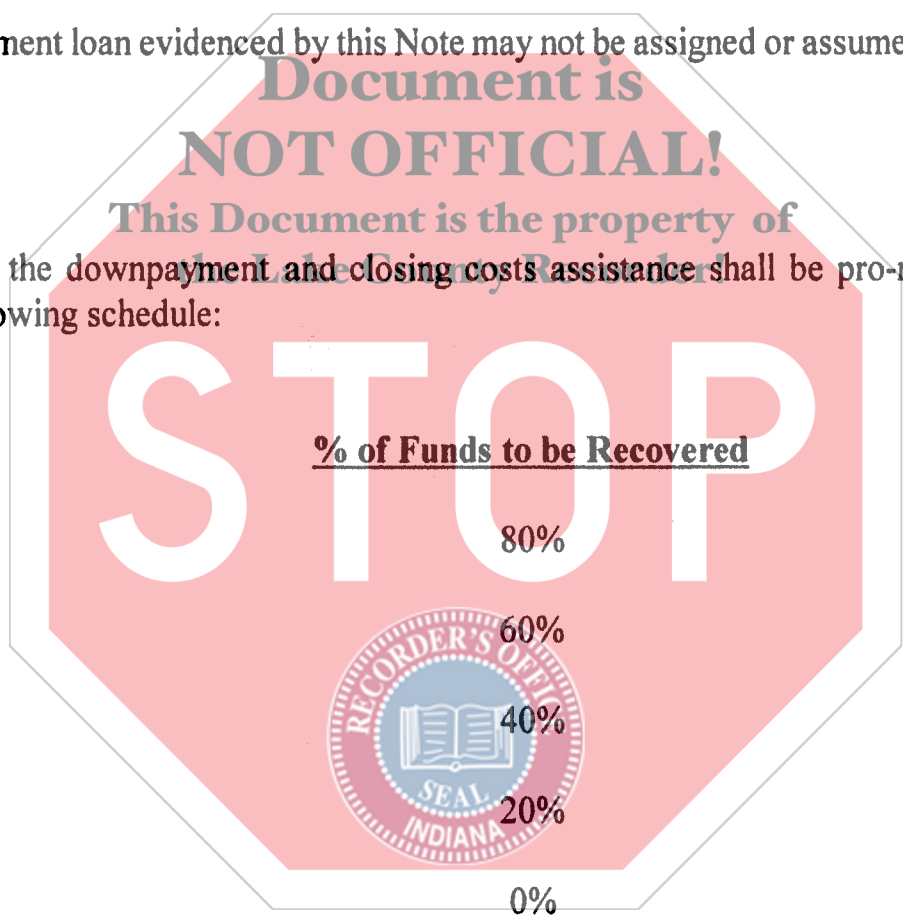 ment loan evidenced by this Note may not be assigned or assume
Document is
NOT OFFICIAL!
This Document is the property of
the Lake County Recorder!
the downpayment and closing costs assistance shall be pro-r
owing schedule:
STOP
% of Funds to be Recovered
80%
60%
40%
20%
0%
RECORDER'S OFFICE
SEAL
INDIANA